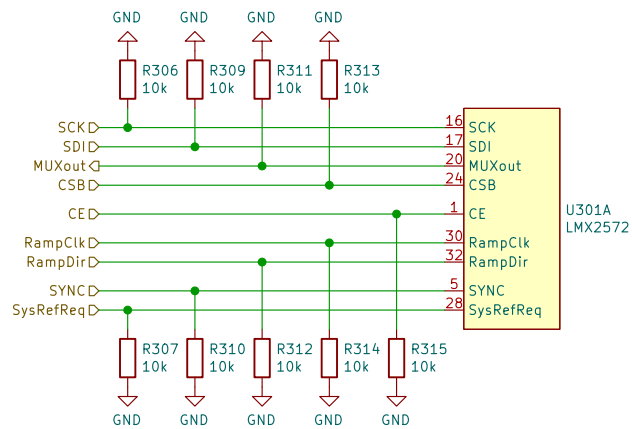 GND GND GND GND
R306 R309 R311 R313
10k 10k 10k 10k
SCK 16 SCK
SDI 17 SDI
MUXout 20 MUXout
CSB 24 CSB
CE 1 CE
U301A
LMX2572
RampClk 30 RampClk
RampDir 32 RampDir
SYNC 5 SYNC
SysRefReq 28 SysRefReq
R307 R310 R312 R314 R315
10k 10k 10k 10k 10k
GND GND GND GND GND